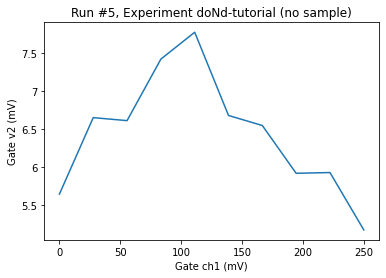 Run #5, Experiment doNd-tutorial (no sample)
Gate v2 (mV)
7.5
7
6.5
6
5.5
0 50 100 150 200 250
Gate ch1 (mV)